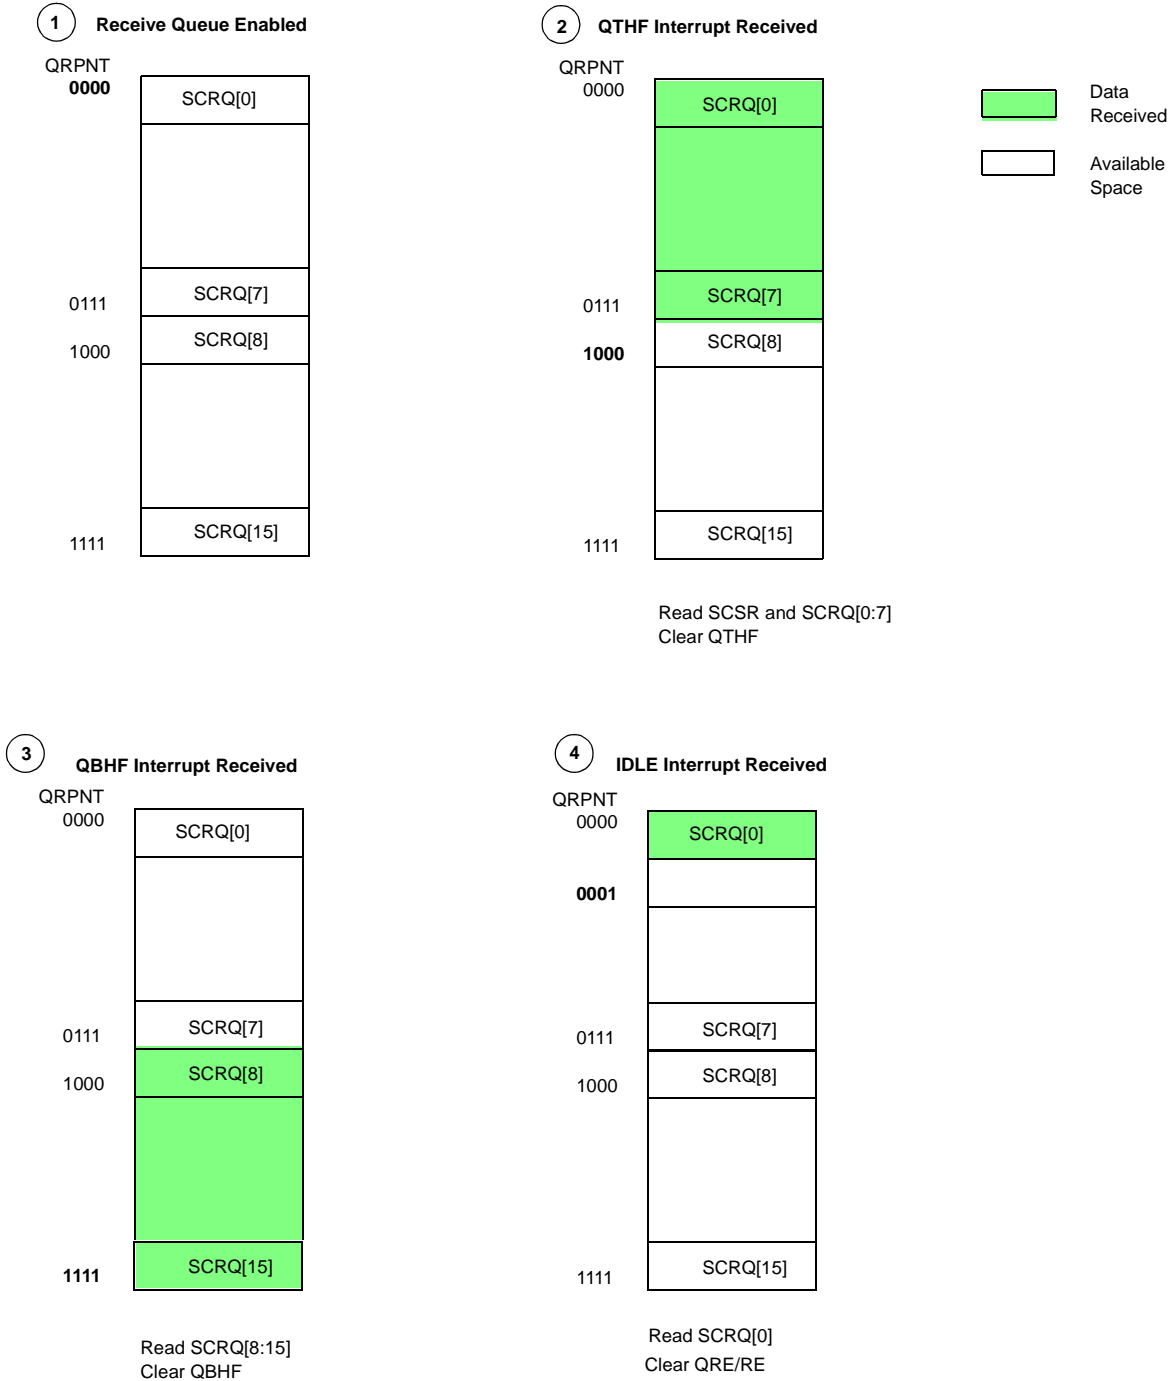 1 Receive Queue Enabled
QRPNT
0000
SCRQ[0]
0111
SCRQ[7]
1000
SCRQ[8]
1111
SCRQ[15]
2 QTHF Interrupt Received
QRPNT
0000
SCRQ[0]
0111
SCRQ[7]
1000
SCRQ[8]
1111
SCRQ[15]
Read SCSR and SCRQ[0:7]
Clear QTHF
Data
Received
Available
Space
3 QBHF Interrupt Received
QRPNT
0000
SCRQ[0]
0111
SCRQ[7]
1000
SCRQ[8]
1111
SCRQ[15]
Read SCRQ[8:15]
Clear QBHF
4 IDLE Interrupt Received
QRPNT
0000
SCRQ[0]
0001
0111
SCRQ[7]
1000
SCRQ[8]
1111
SCRQ[15]
Read SCRQ[0]
Clear QRE/RE